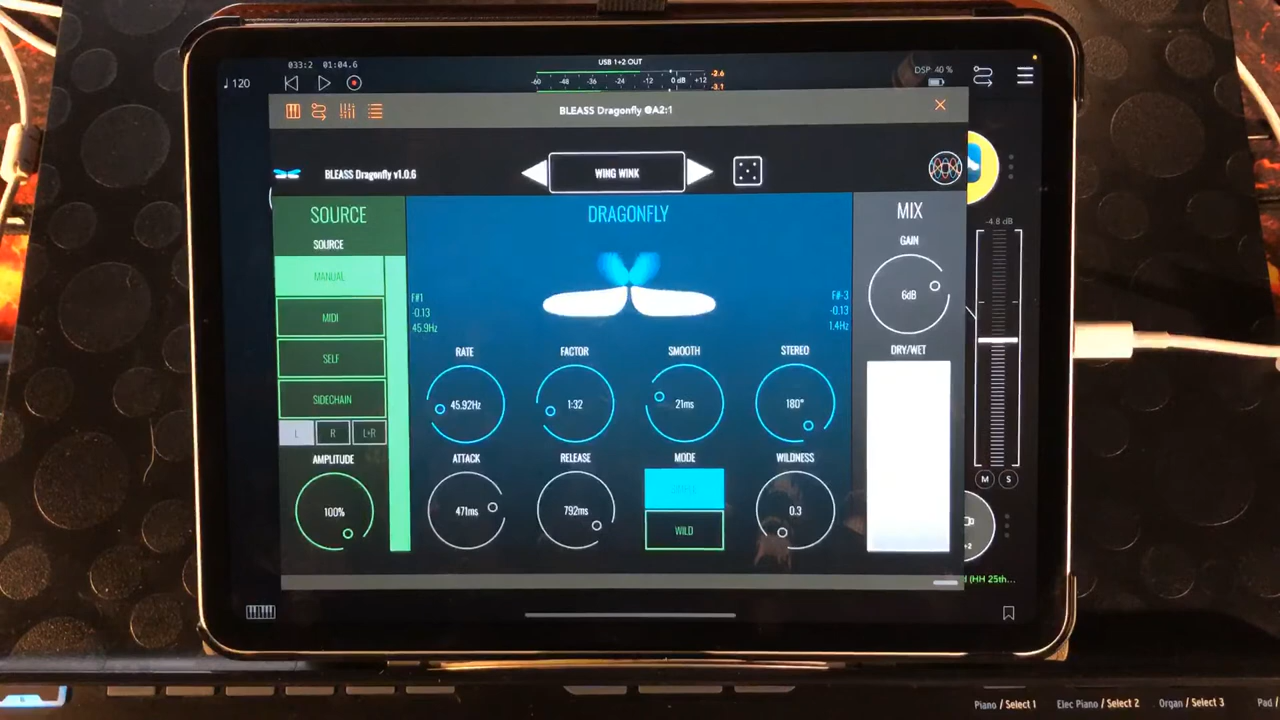 033:2 01:04.6
USB 1+2 OUT
120
-60 -48 -36 -24 -12 0 dB +12
-2.6
-3.1
DSP: 40 %
BLEASS Dragonfly @A2:1
BLEASS Dragonfly v1.0.6
WING WINK
SOURCE
DRAGONFLY
MIX
SOURCE
GAIN
MANUAL
6dB
MIDI
F#1
-0.13
45.9Hz
F#-3
-0.13
1.4Hz
-4.8 dB
SELF
RATE
FACTOR
SMOOTH
STEREO
DRY/WET
SIDECHAIN
45.92Hz
1:32
21ms
180°
L R L+R
AMPLITUDE
ATTACK
RELEASE
MODE
WILDNESS
M S
100%
471ms
792ms
WILD
0.3
+2
(HH 25th...
Piano / Select 1
Elec Piano / Select 2
Organ / Select 3
Pad /